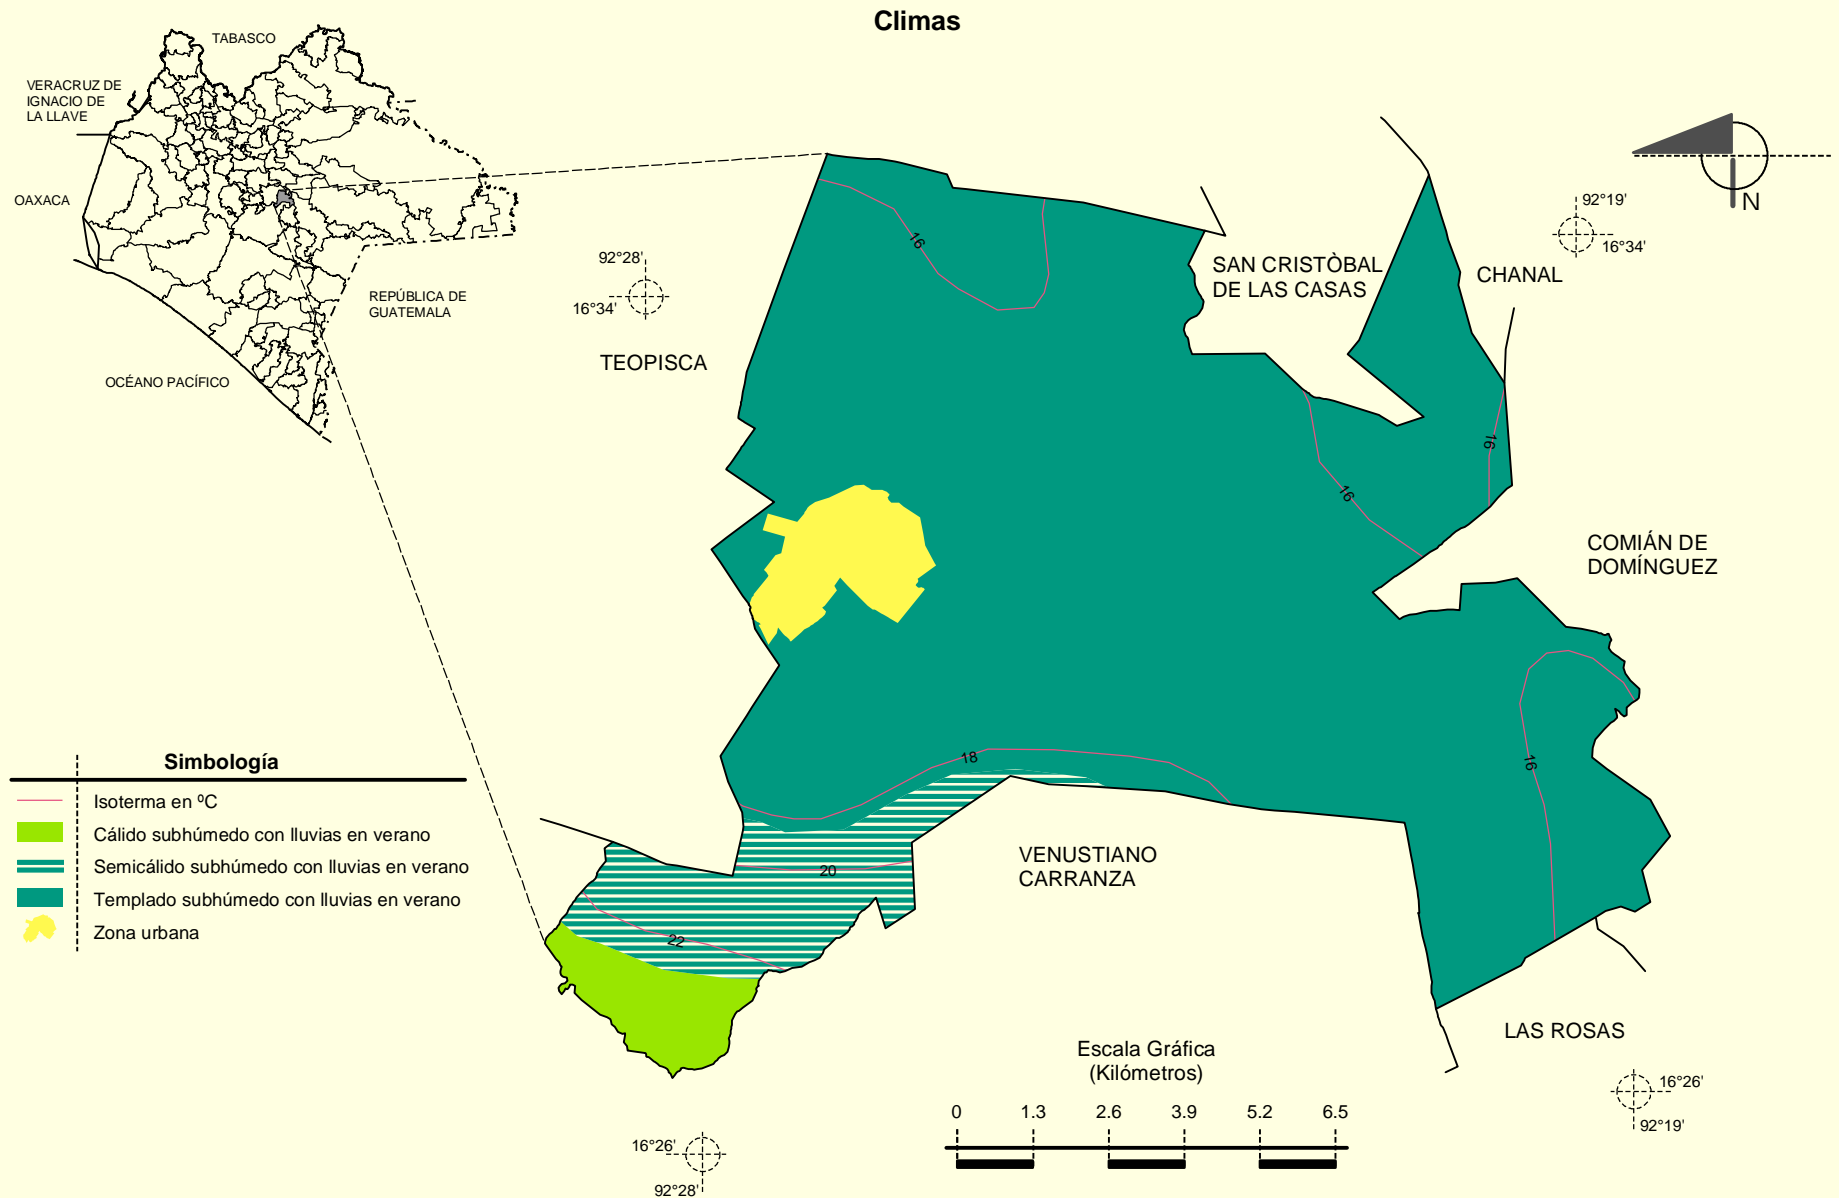 Climas
TABASCO
VERACRUZ DE
IGNACIO DE
LA LLAVE
OAXACA
REPÚBLICA DE
GUATEMALA
OCÉANO PACÍFICO
N
92°19'
16°34'
92°28'
16°34'
SAN CRISTÒBAL
DE LAS CASAS
CHANAL
TEOPISCA
COMIÁN DE
DOMÍNGUEZ
VENUSTIANO
CARRANZA
LAS ROSAS
16
16
16
16
18
20
22
Simbología
Isoterma en ºC
Cálido subhúmedo con lluvias en verano
Semicálido subhúmedo con lluvias en verano
Templado subhúmedo con lluvias en verano
Zona urbana
Escala Gráfica
(Kilómetros)
0 1.3 2.6 3.9 5.2 6.5
16°26'
92°28'
16°26'
92°19'